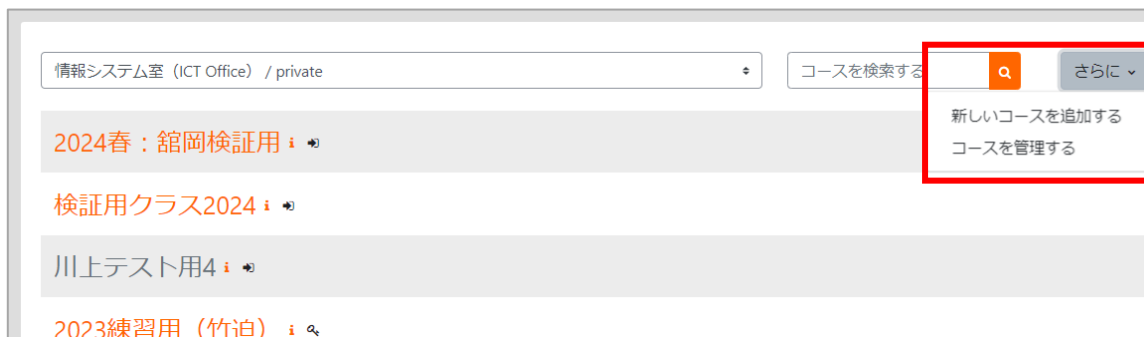 情報システム室（ICT Office） / private
コースを検索する
さらに
新しいコースを追加する
コースを管理する
2024春：舘岡検証用
検証用クラス2024
川上テスト用4
2023練習用（竹迫）